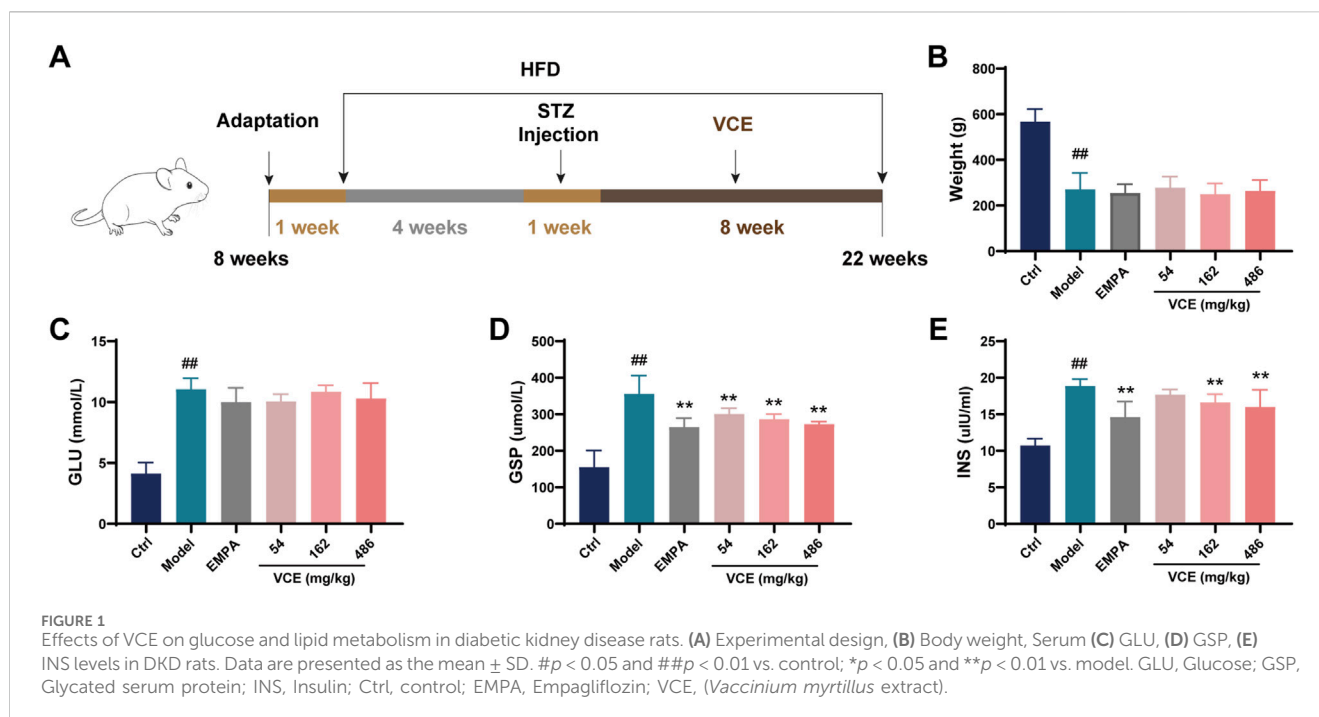 A
HFD
Adaptation
STZ
Injection
VCE
1 week
4 weeks
1 week
8 week
8 weeks
22 weeks
B
Weight (g)
800
600
400
200
0
##
Ctrl
Model
EMPA
54
162
486
VCE (mg/kg)
C
GLU (mmol/L)
15
10
5
0
##
Ctrl
Model
EMPA
54
162
486
VCE (mg/kg)
D
GSP (umol/L)
500
400
300
200
100
0
##
**
**
**
**
Ctrl
Model
EMPA
54
162
486
VCE (mg/kg)
E
INS (uIU/ml)
25
20
15
10
5
0
##
**
**
**
Ctrl
Model
EMPA
54
162
486
VCE (mg/kg)
FIGURE 1
Effects of VCE on glucose and lipid metabolism in diabetic kidney disease rats. (A) Experimental design, (B) Body weight, Serum (C) GLU, (D) GSP, (E)
INS levels in DKD rats. Data are presented as the mean ± SD. #p < 0.05 and ##p < 0.01 vs. control; *p < 0.05 and **p < 0.01 vs. model. GLU, Glucose; GSP,
Glycated serum protein; INS, Insulin; Ctrl, control; EMPA, Empagliflozin; VCE, (Vaccinium myrtillus extract).